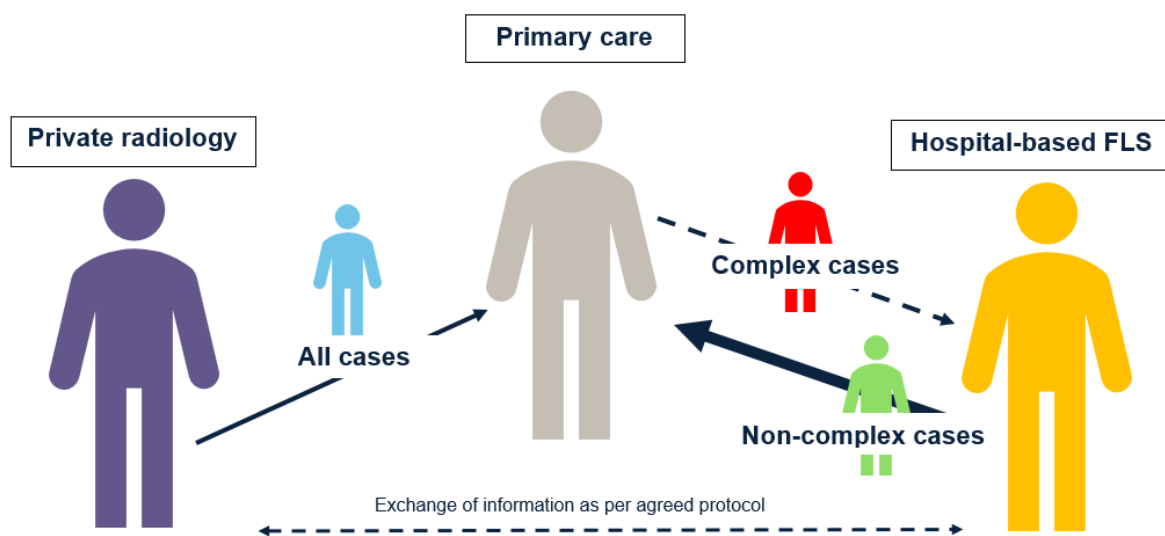 Primary care
Private radiology
Hospital-based FLS
Complex cases
All cases
Non-complex cases
Exchange of information as per agreed protocol